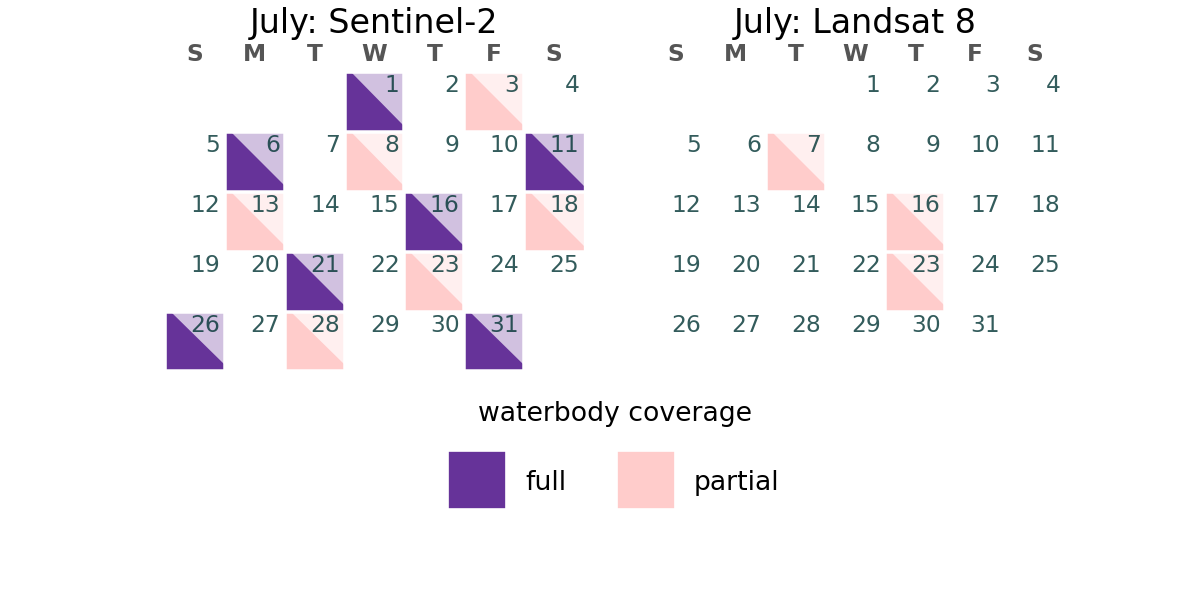 July: Sentinel-2
S M T W T F S
1 2 3 4
5 6 7 8 9 10 11
12 13 14 15 16 17 18
19 20 21 22 23 24 25
26 27 28 29 30 31
July: Landsat 8
S M T W T F S
1 2 3 4
5 6 7 8 9 10 11
12 13 14 15 16 17 18
19 20 21 22 23 24 25
26 27 28 29 30 31
waterbody coverage
full partial